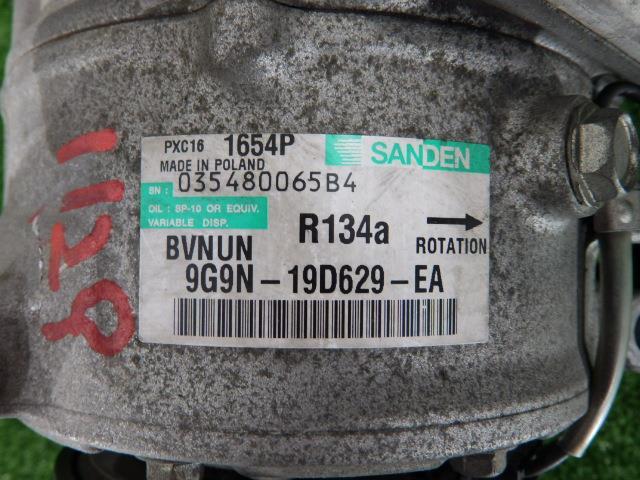 PXC16 1654P SANDEN
MADE IN POLAND
SN: 035480065B4
OIL: SP-10 OR EQUIV.
VARIABLE DISP.
R134a
ROTATION
BVNUN
9G9N-19D629-EA